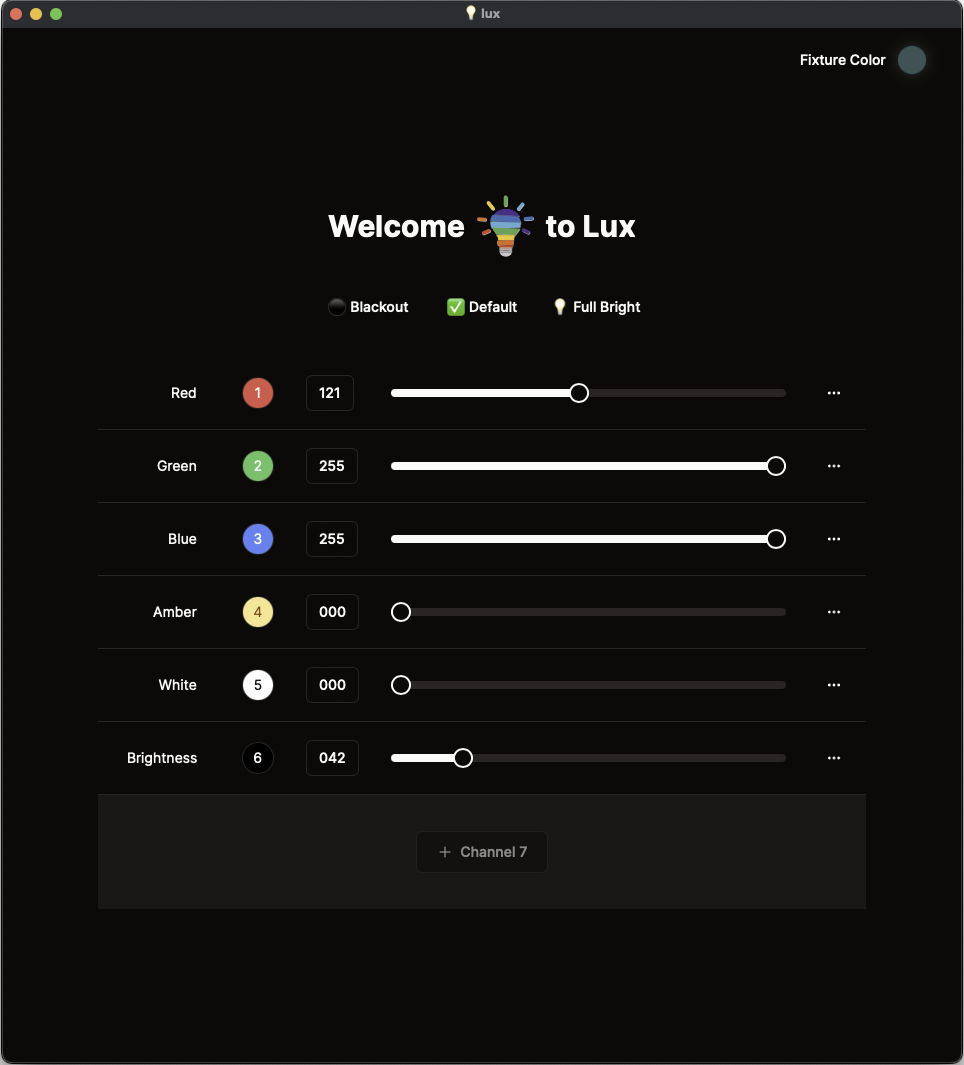 lux
Fixture Color
Welcome to Lux
Blackout Default Full Bright
Red 1 121
Green 2 255
Blue 3 255
Amber 4 000
White 5 000
Brightness 6 042
+ Channel 7